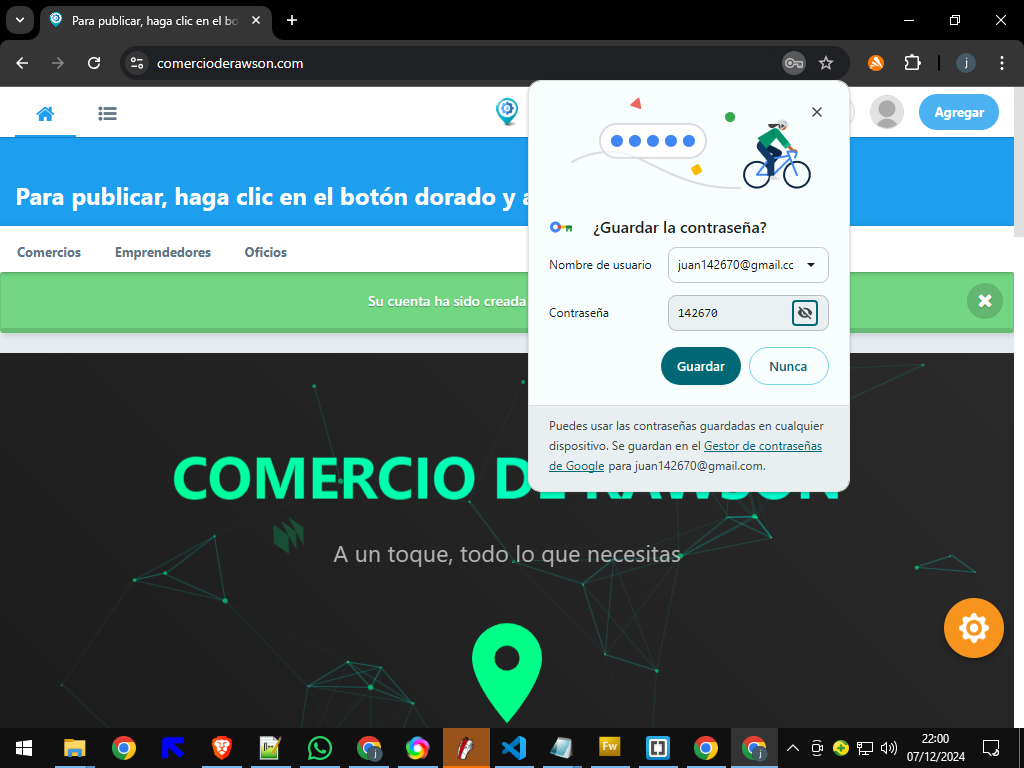 Para publicar, haga clic en el bo
comercioderawson.com
j
Agregar
Para publicar, haga clic en el botón dorado y
Comercios
Emprendedores
Oficios
Su cuenta ha sido creada
¿Guardar la contraseña?
Nombre de usuario
juan142670@gmail.cc
Contraseña
142670
Guardar
Nunca
Puedes usar las contraseñas guardadas en cualquier
dispositivo. Se guardan en el Gestor de contraseñas
de Google para juan142670@gmail.com.
COMERCIO DE RAWSON
A un toque, todo lo que necesitas
j
Fw
j
22:00
07/12/2024